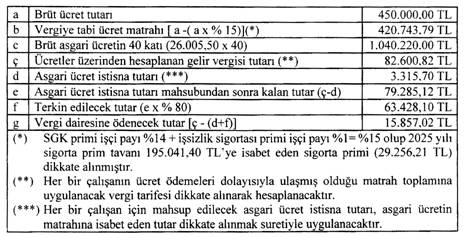 a Brüt ücret tutarı 450.000,00 TL
b Vergiye tabi ücret matrahı [ a -( a x % 15)](*) 420.743,79 TL
c Brüt asgari ücretin 40 katı (26.005,50 x 40) 1.040.220,00 TL
ç Ücretler üzerinden hesaplanan gelir vergisi tutarı (**) 82.600,82 TL
d Asgari ücret istisna tutarı (***) 3.315,70 TL
e Asgari ücret istisna tutarı mahsubundan sonra kalan tutar (ç-d) 79.285,12 TL
f Terkin edilecek tutar (e x % 80) 63.428,10 TL
g Vergi dairesine ödenecek tutar [ç - (d+f)] 15.857,02 TL
(*) SGK primi işçi payı %14 + işsizlik sigortası primi işçi payı %1= %15 olup 2025 yılı
sigorta prim tavanı 195.041,40 TL'ye isabet eden sigorta primi (29.256,21 TL)
dikkate alınmıştır.
(**) Her bir çalışanın ücret ödemeleri dolayısıyla ulaşmış olduğu matrah toplamına
uygulanacak vergi tarifesi dikkate alınarak hesaplanacaktır.
(***) Her bir çalışan için mahsup edilecek asgari ücret istisna tutarı, asgari ücretin
matrahına isabet eden tutar dikkate alınmak suretiyle uygulanacaktır.